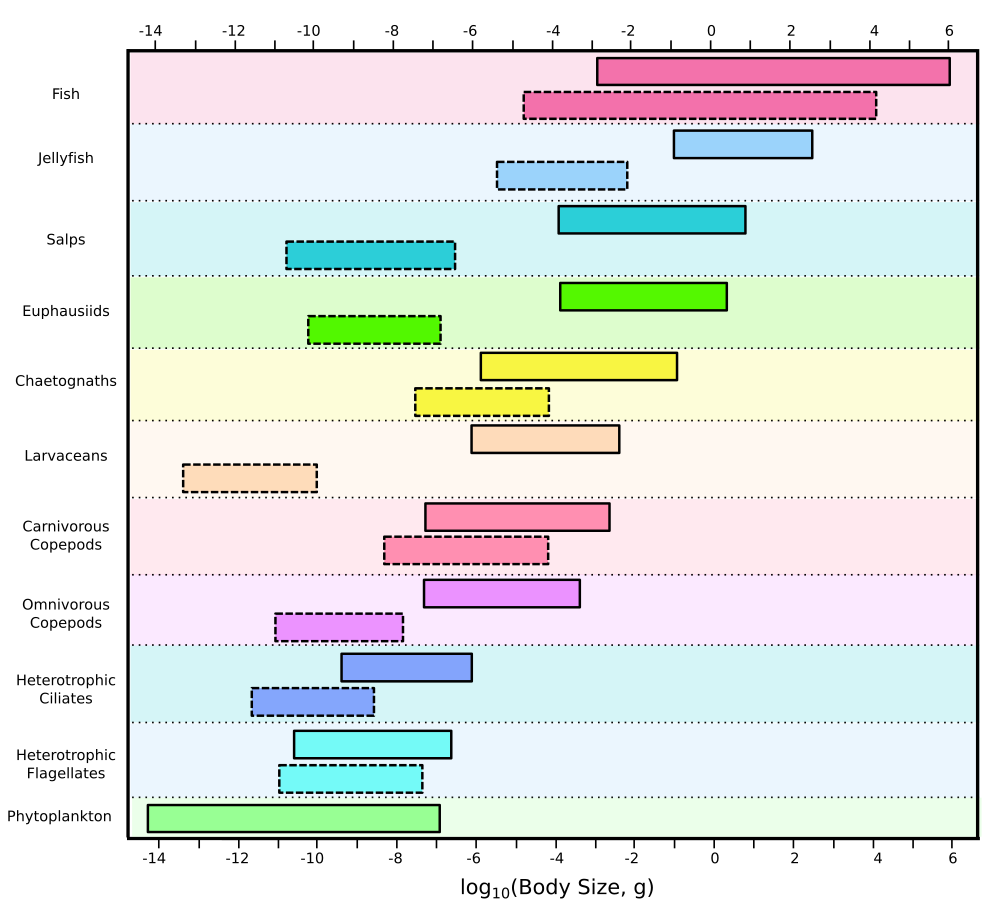 -14 -12 -10 -8 -6 -4 -2 0 2 4 6
Fish
Jellyfish
Salps
Euphausiids
Chaetognaths
Larvaceans
Carnivorous
Copepods
Omnivorous
Copepods
Heterotrophic
Ciliates
Heterotrophic
Flagellates
Phytoplankton
-14 -12 -10 -8 -6 -4 -2 0 2 4 6
log₁₀(Body Size, g)